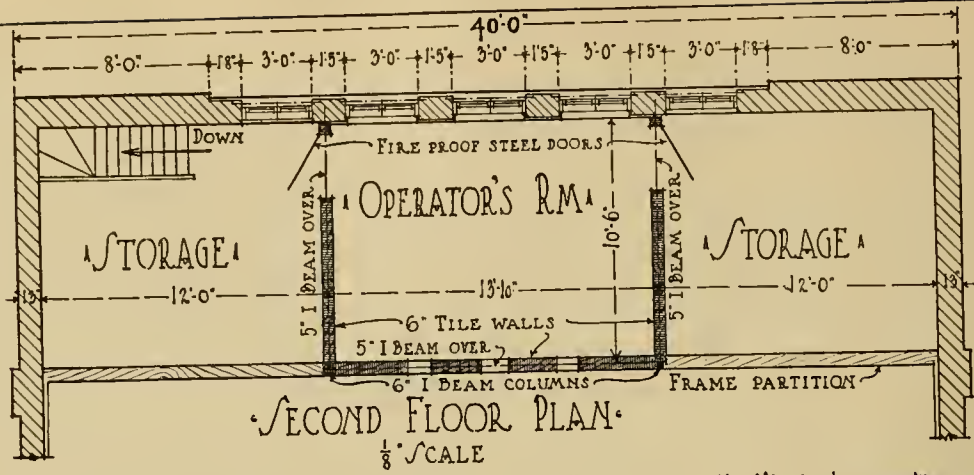 40'-0"
8'-0" 1'8" 3'-0" 1'-5" 3'-0" 1'-5" 3'-0" 1'5" 3'-0" 1'5" 3'-0" 1'8 8'-0"
DOWN
FIRE PROOF STEEL DOORS
OPERATOR'S RM
5" I BEAM OVER
10'-6"
5" I BEAM OVER
STORAGE
STORAGE
13" 12'-0" 13'-10" 12'-0" 13"
6" TILE WALLS
5" I BEAM OVER
6" I BEAM COLUMNS
FRAME PARTITION
SECOND FLOOR PLAN
1/8" SCALE